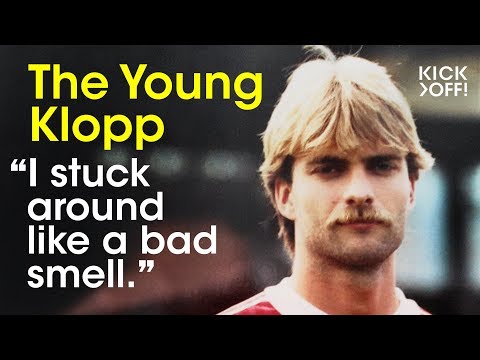 The Young
Klopp
“I stuck
around
like a bad
smell.”
KICK
OFF!